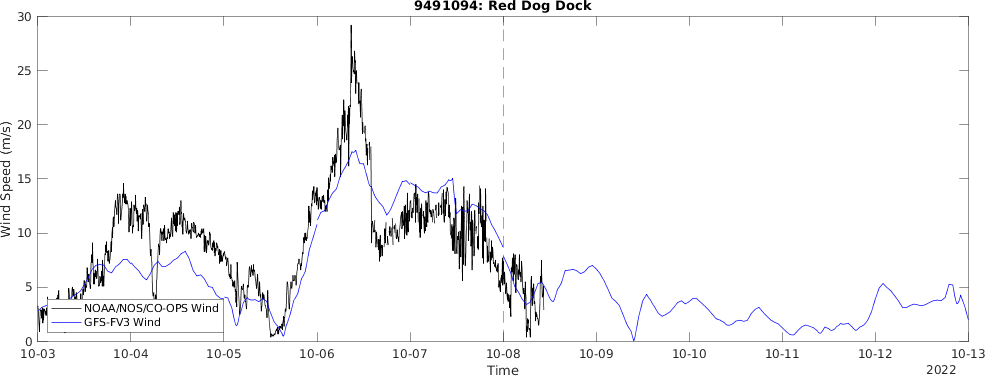 9491094: Red Dog Dock
30
25
20
15
10
5
0
Wind Speed (m/s)
NOAA/NOS/CO-OPS Wind
GFS-FV3 Wind
10-03 10-04 10-05 10-06 10-07 10-08 10-09 10-10 10-11 10-12 10-13
Time
2022